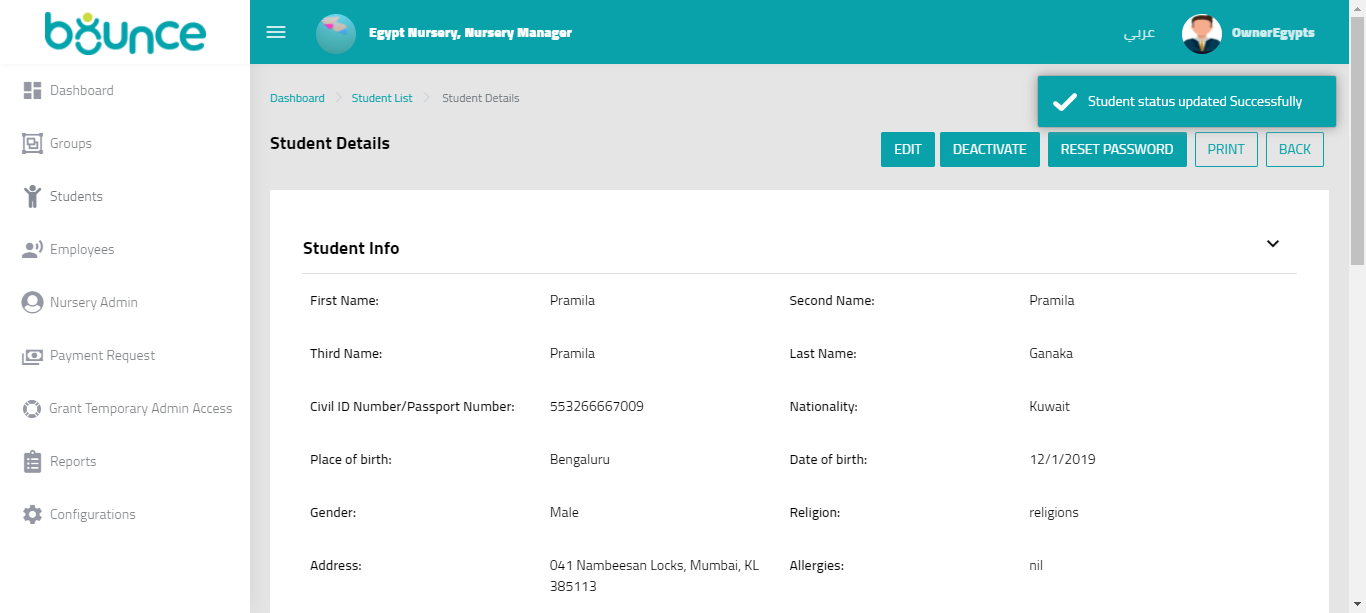 bounce
Egypt Nursery, Nursery Manager
عربي
OwnerEgypts
Dashboard
Groups
Students
Employees
Nursery Admin
Payment Request
Grant Temporary Admin Access
Reports
Configurations
Dashboard > Student List > Student Details
Student status updated Successfully
Student Details
EDIT DEACTIVATE RESET PASSWORD PRINT BACK
Student Info
First Name: Pramila Second Name: Pramila
Third Name: Pramila Last Name: Ganaka
Civil ID Number/Passport Number: 553266667009 Nationality: Kuwait
Place of birth: Bengaluru Date of birth: 12/1/2019
Gender: Male Religion: religions
Address: 041 Nambeesan Locks, Mumbai, KL Allergies: nil
385113